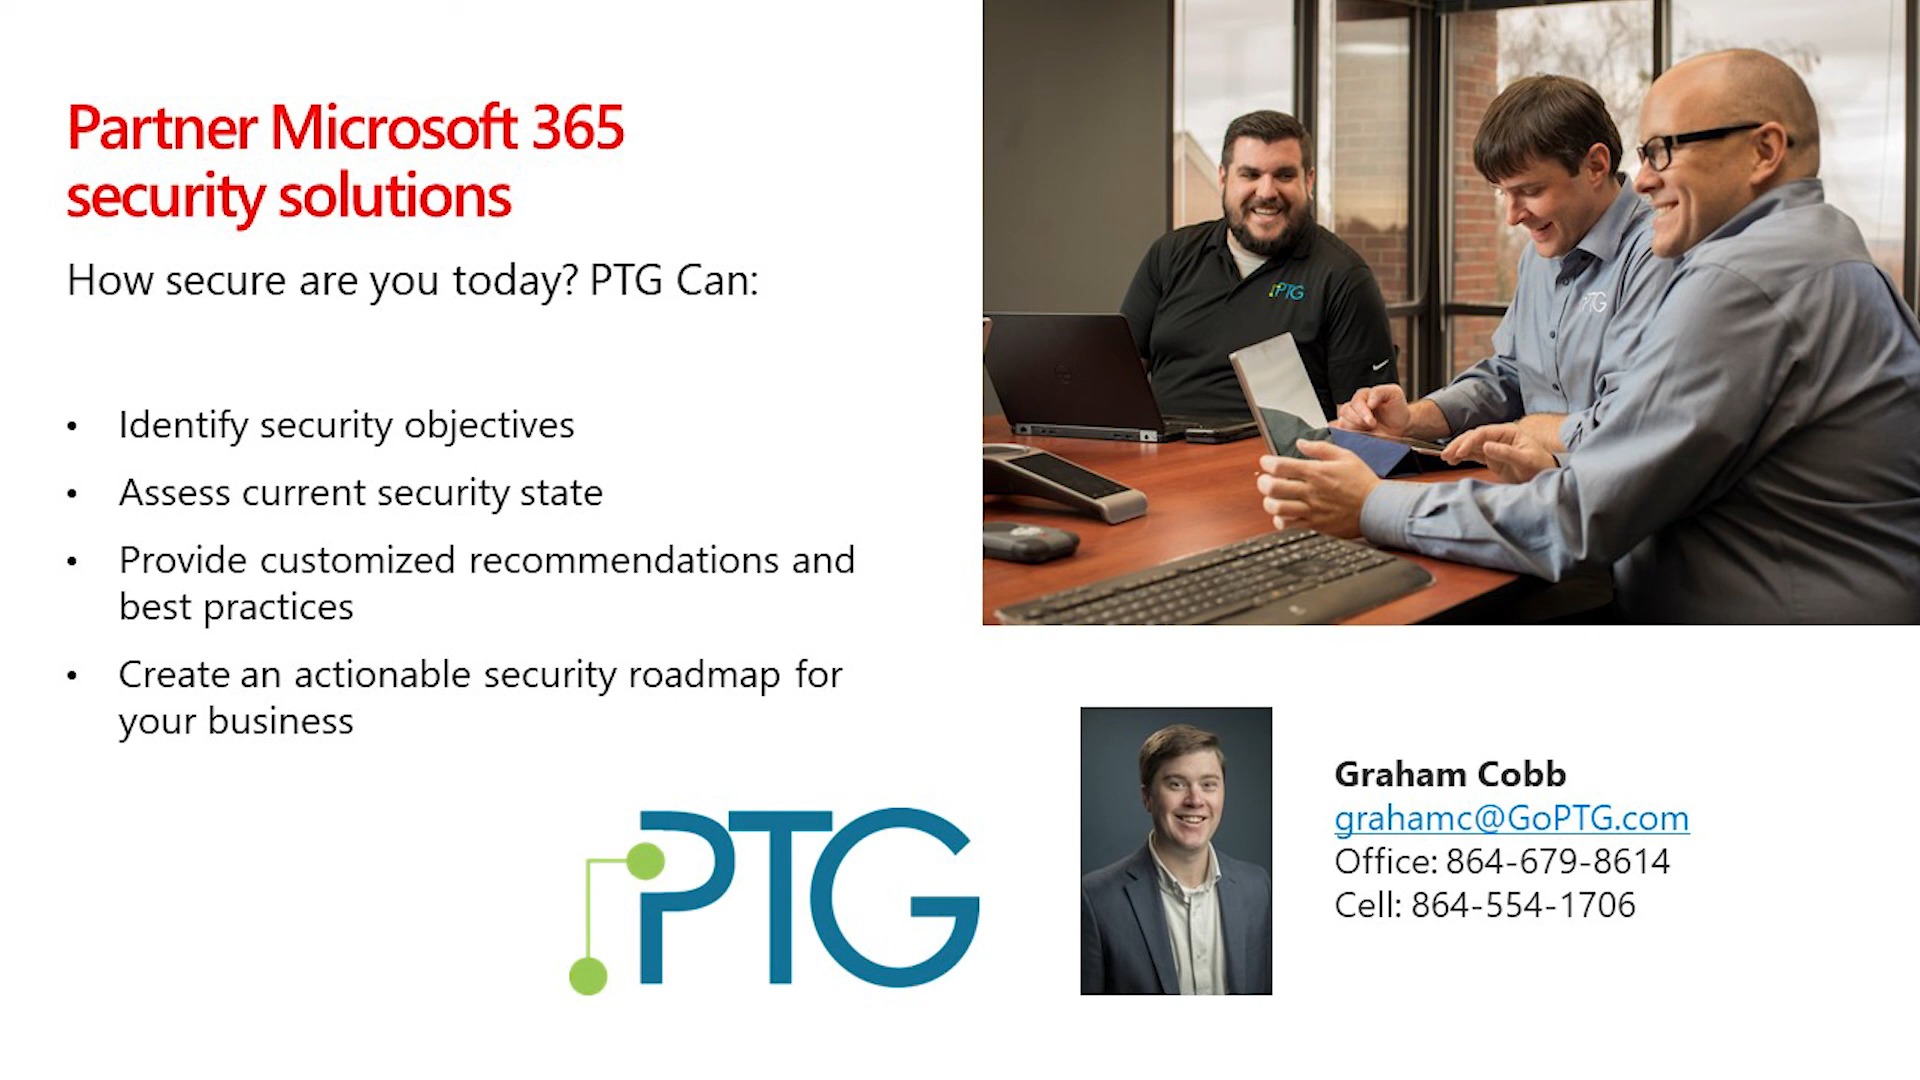 Partner Microsoft 365
security solutions
How secure are you today? PTG Can:
• Identify security objectives
• Assess current security state
• Provide customized recommendations and
best practices
• Create an actionable security roadmap for
your business
PTG
PTG
PTG
Graham Cobb
grahamc@GoPTG.com
Office: 864-679-8614
Cell: 864-554-1706